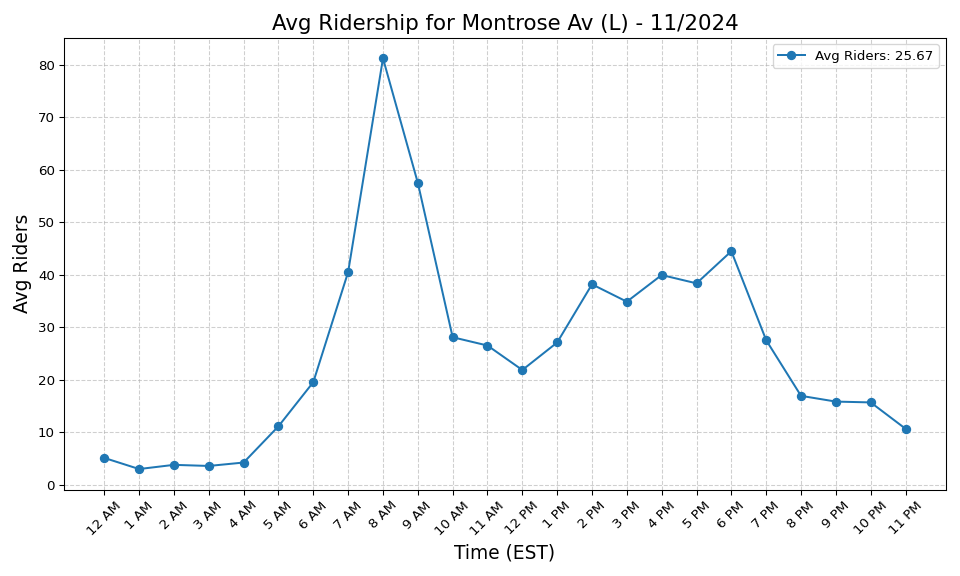 Avg Ridership for Montrose Av (L) - 11/2024
Avg Riders: 25.67
Avg Riders
80
70
60
50
40
30
20
10
0
12 AM
1 AM
2 AM
3 AM
4 AM
5 AM
6 AM
7 AM
8 AM
9 AM
10 AM
11 AM
12 PM
1 PM
2 PM
3 PM
4 PM
5 PM
6 PM
7 PM
8 PM
9 PM
10 PM
11 PM
Time (EST)